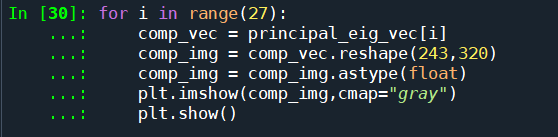 In [30]: for i in range(27):
...:     comp_vec = principal_eig_vec[i]
...:     comp_img = comp_vec.reshape(243,320)
...:     comp_img = comp_img.astype(float)
...:     plt.imshow(comp_img,cmap="gray")
...:     plt.show()